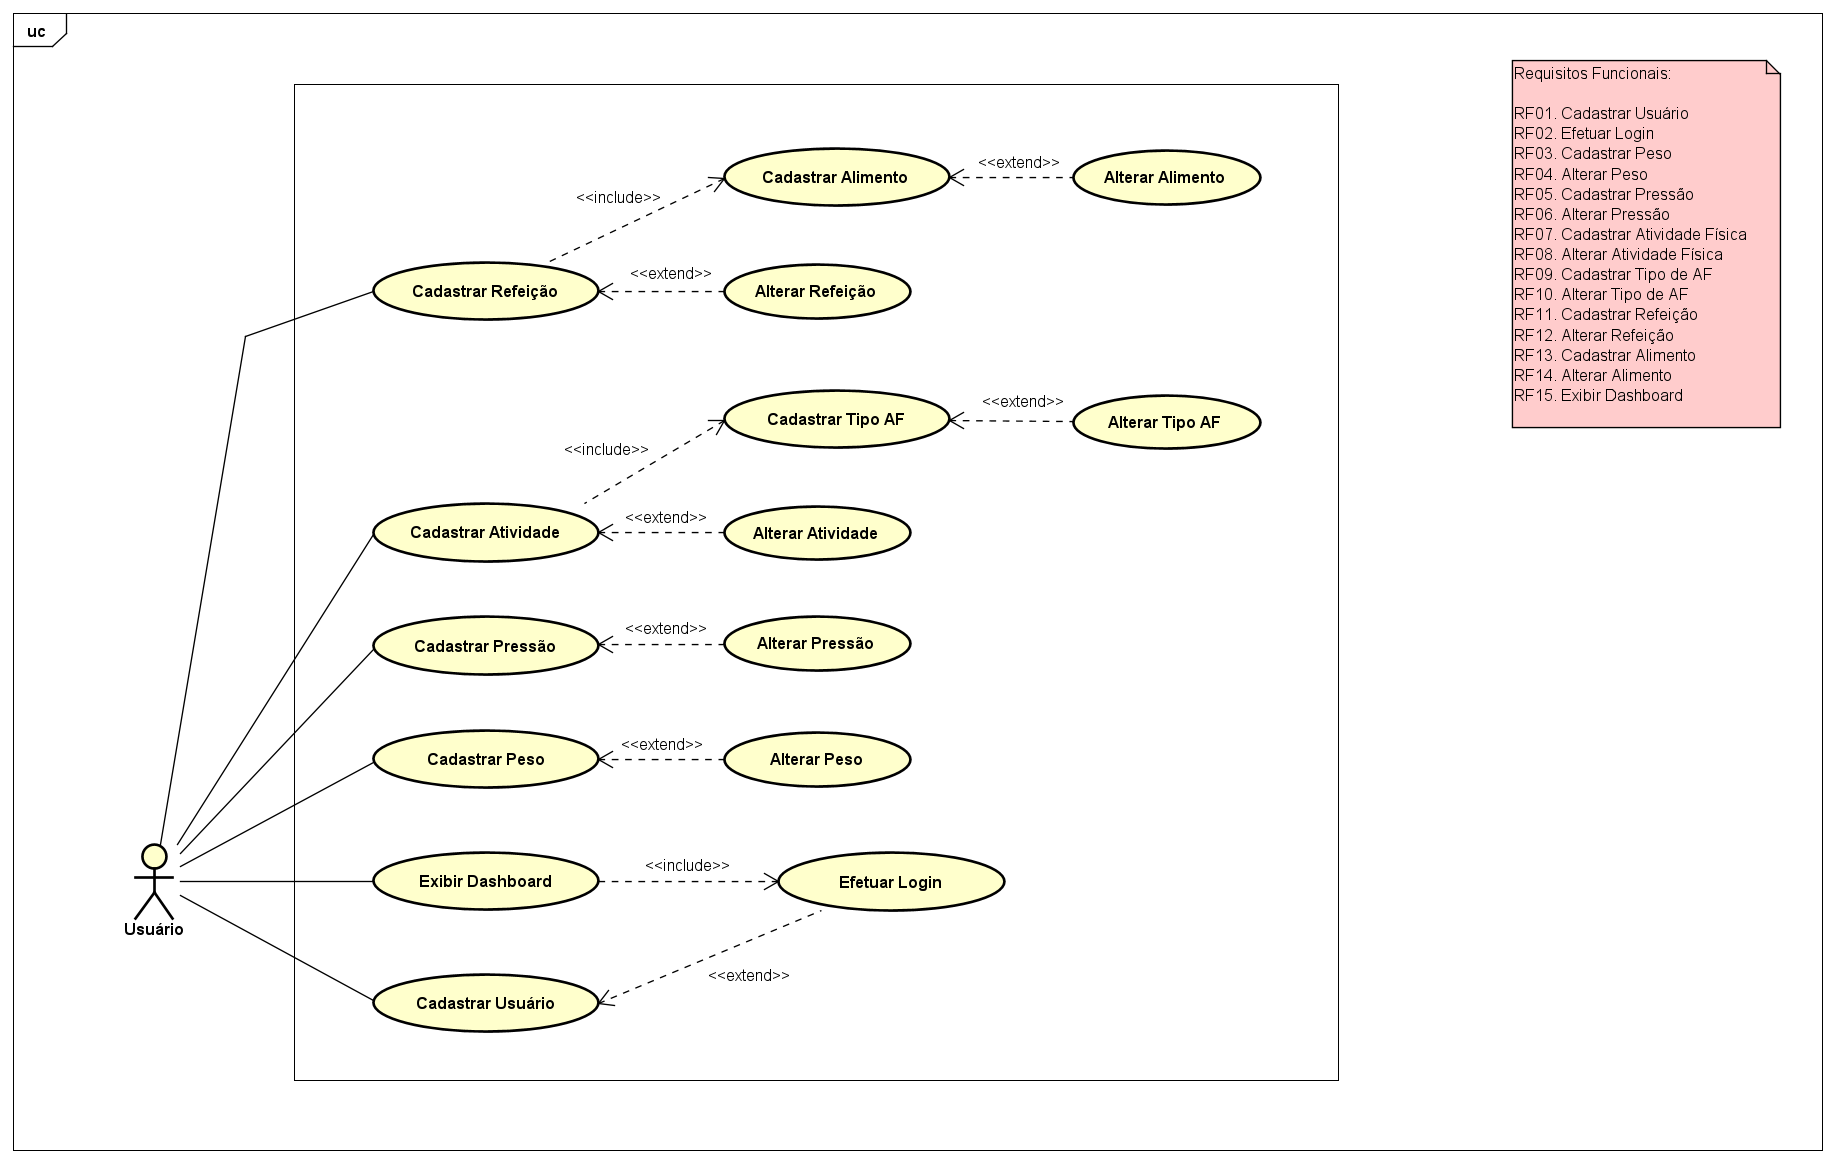 uc
Requisitos Funcionais:
RF01. Cadastrar Usuário
RF02. Efetuar Login
RF03. Cadastrar Peso
RF04. Alterar Peso
RF05. Cadastrar Pressão
RF06. Alterar Pressão
RF07. Cadastrar Atividade Física
RF08. Alterar Atividade Física
RF09. Cadastrar Tipo de AF
RF10. Alterar Tipo de AF
RF11. Cadastrar Refeição
RF12. Alterar Refeição
RF13. Cadastrar Alimento
RF14. Alterar Alimento
RF15. Exibir Dashboard
<<extend>>
Cadastrar Alimento
Alterar Alimento
<<include>>
<<extend>>
Cadastrar Refeição
Alterar Refeição
<<extend>>
Cadastrar Tipo AF
Alterar Tipo AF
<<include>>
<<extend>>
Cadastrar Atividade
Alterar Atividade
<<extend>>
Cadastrar Pressão
Alterar Pressão
<<extend>>
Cadastrar Peso
Alterar Peso
<<include>>
Exibir Dashboard
Efetuar Login
Usuário
<<extend>>
Cadastrar Usuário